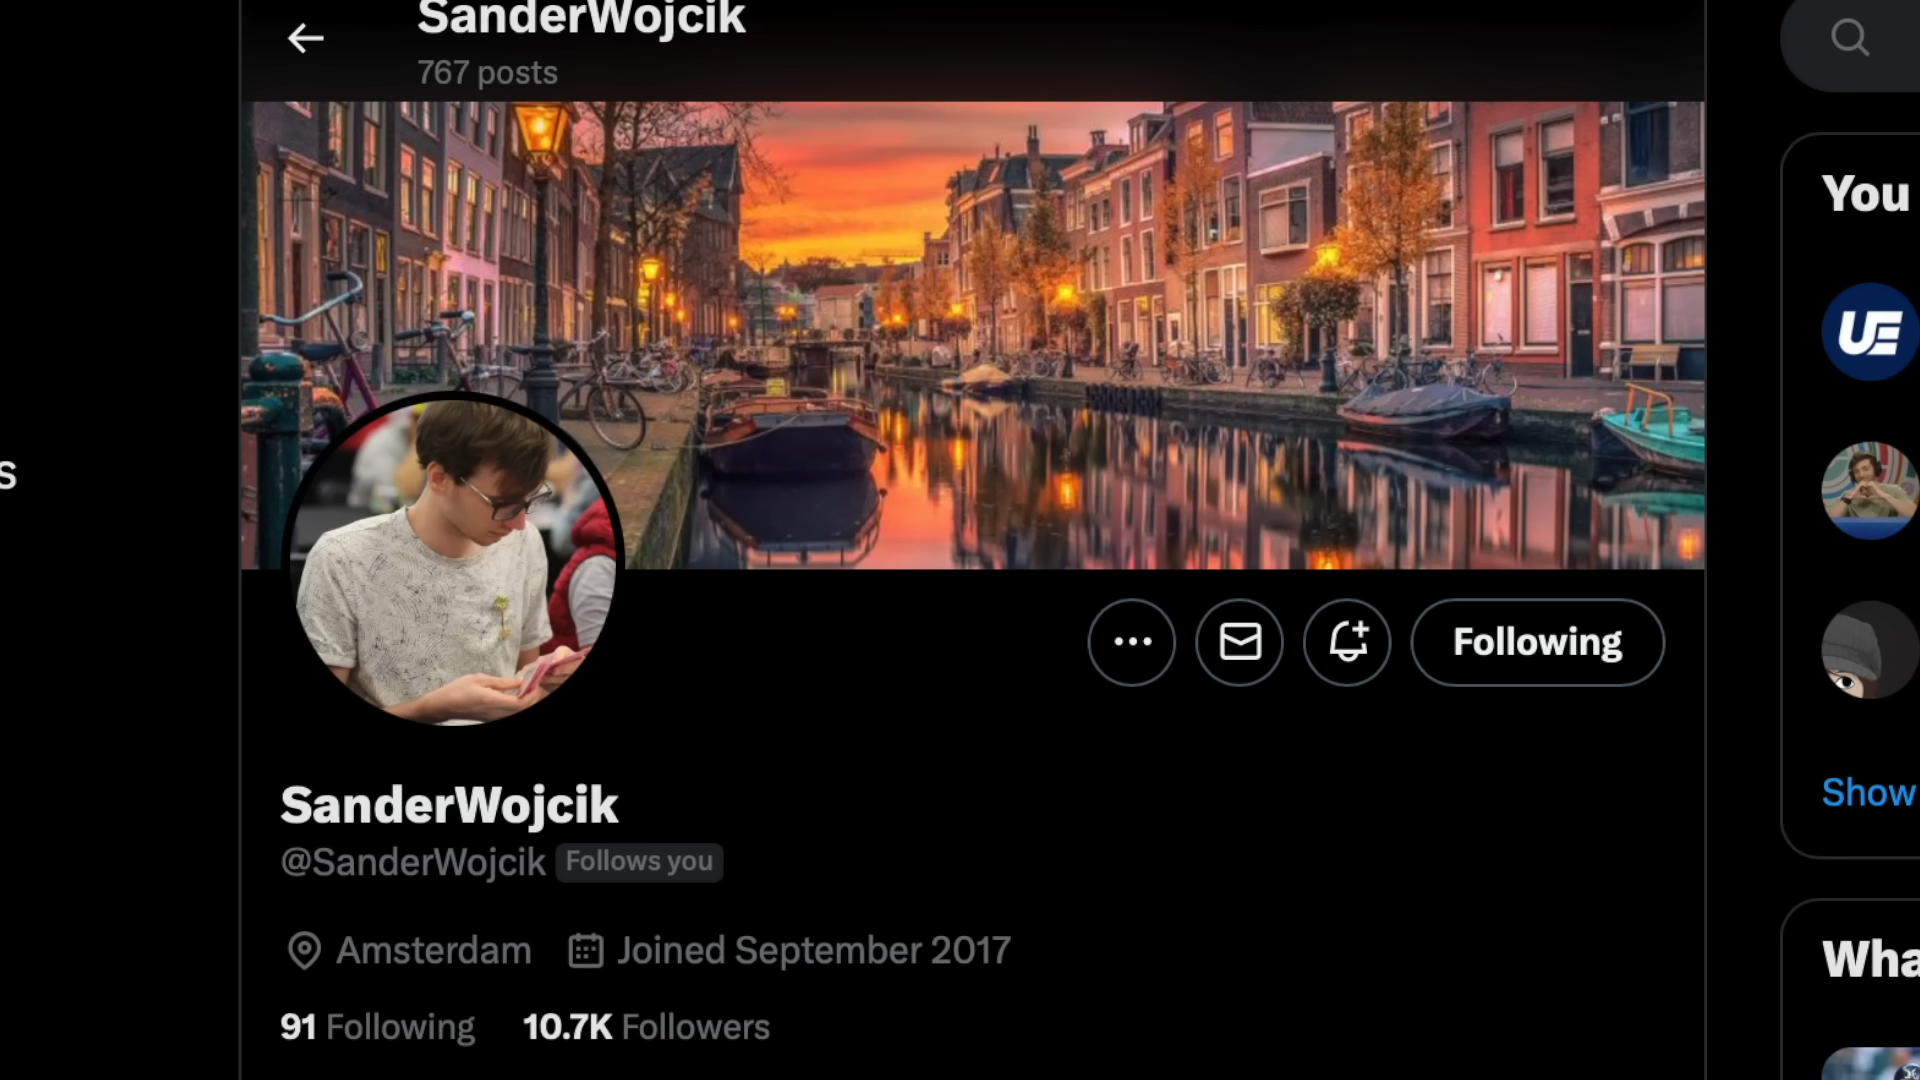 SanderWojcik
767 posts
You
UE
s
Following
SanderWojcik
@SanderWojcik Follows you
Show
Amsterdam Joined September 2017
Wha
91 Following 10.7K Followers